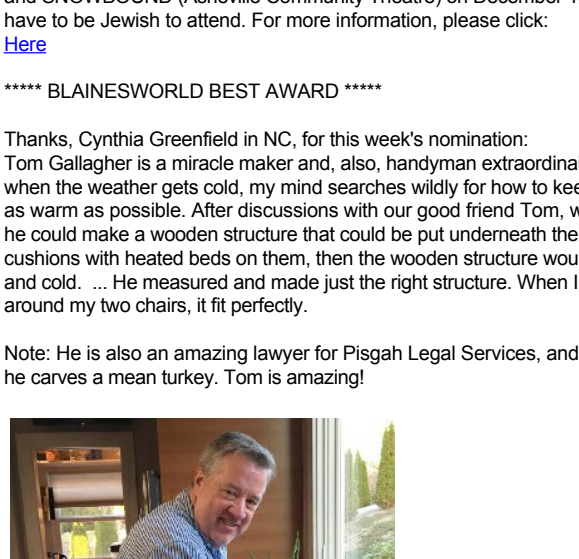 and SNOWBOUND (Asheville Community Theatre) on December
have to be Jewish to attend. For more information, please click:
Here
***** BLAINESWORLD BEST AWARD *****
Thanks, Cynthia Greenfield in NC, for this week's nomination:
Tom Gallagher is a miracle maker and, also, handyman extraordinai
when the weather gets cold, my mind searches wildly for how to kee
as warm as possible. After discussions with our good friend Tom, w
he could make a wooden structure that could be put underneath the
cushions with heated beds on them, then the wooden structure wou
and cold. ... He measured and made just the right structure. When I
around my two chairs, it fit perfectly.
Note: He is also an amazing lawyer for Pisgah Legal Services, and
he carves a mean turkey. Tom is amazing!